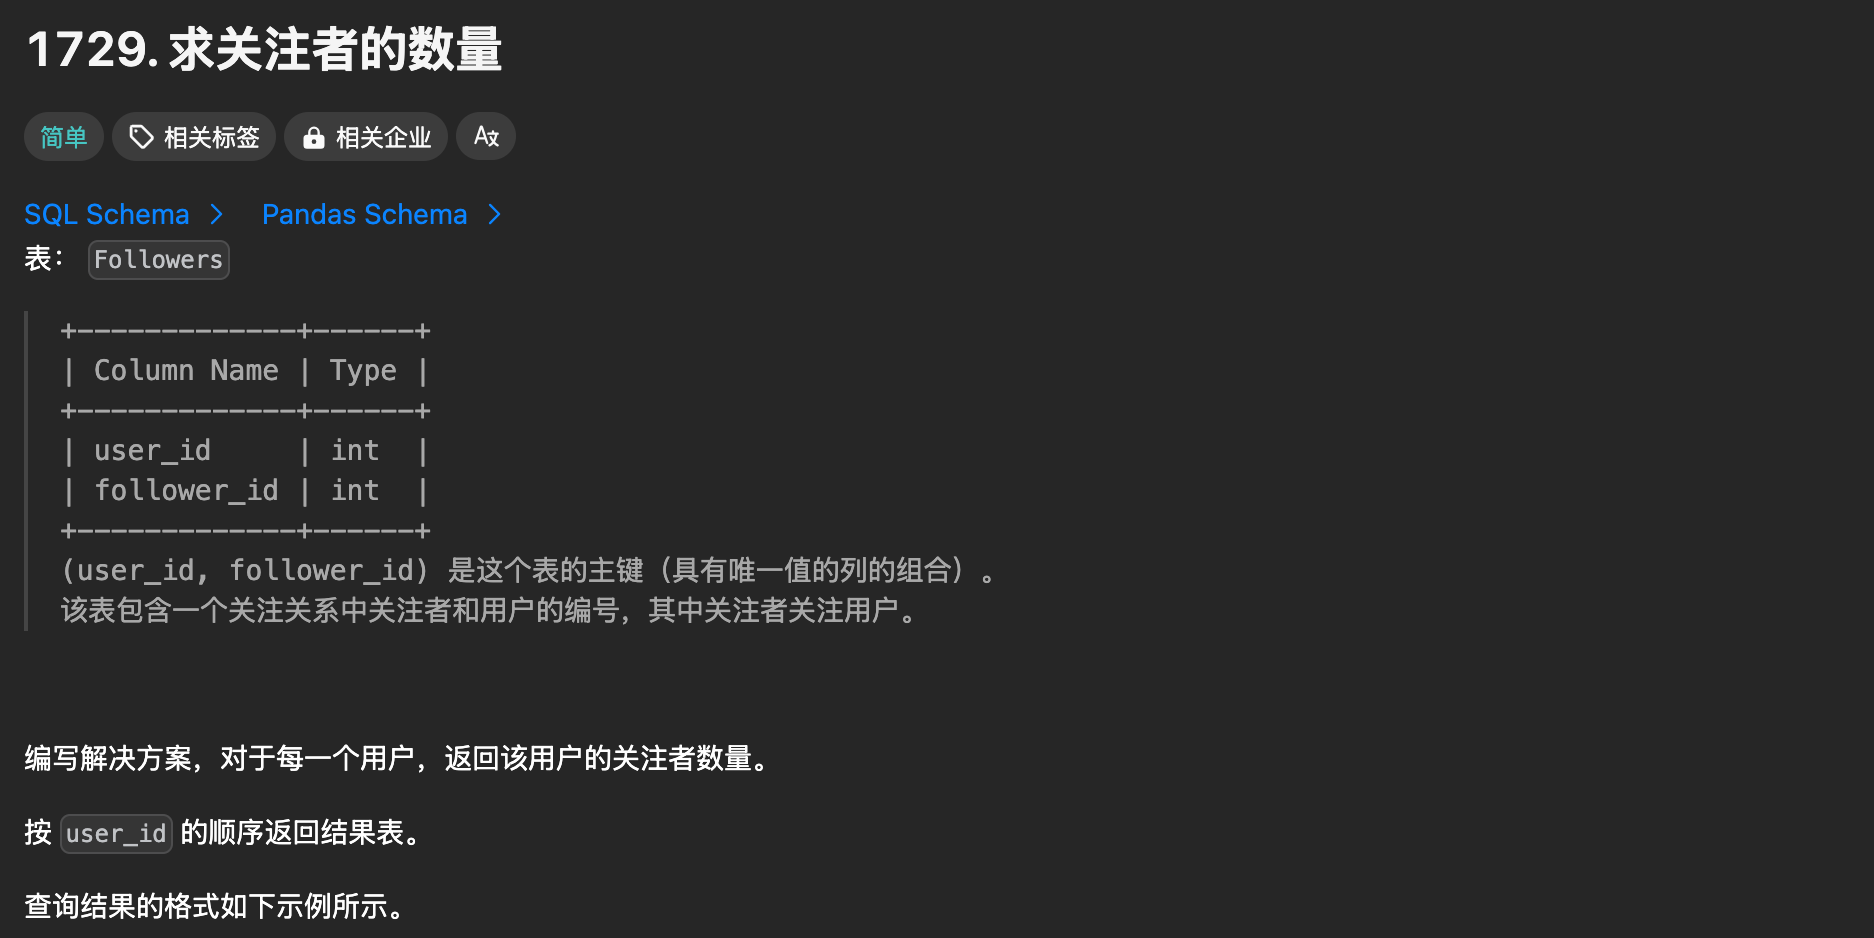 1729. 求关注者的数量
简单 相关标签 相关企业
SQL Schema > Pandas Schema >
表： Followers
+-------------+------+
| Column Name | Type |
+-------------+------+
| user_id     | int  |
| follower_id | int  |
+-------------+------+
(user_id, follower_id) 是这个表的主键（具有唯一值的列的组合）。
该表包含一个关注关系中关注者和用户的编号，其中关注者关注用户。
编写解决方案，对于每一个用户，返回该用户的关注者数量。
按 user_id 的顺序返回结果表。
查询结果的格式如下示例所示。